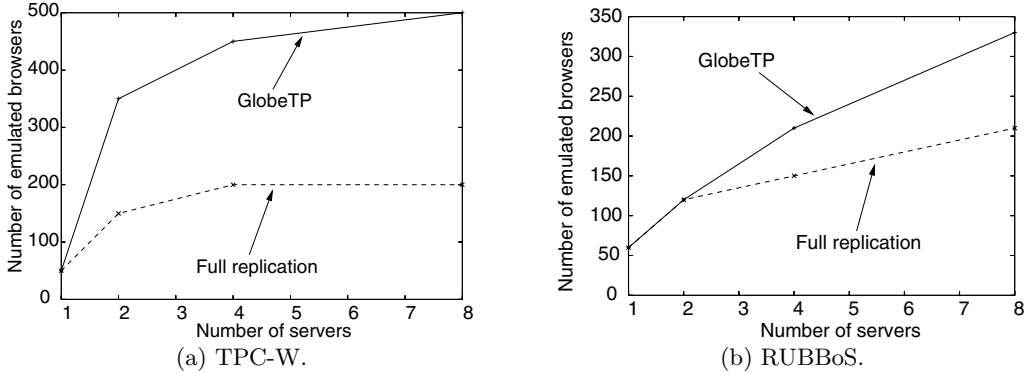 500
400
300
200
100
0
Number of emulated browsers
GlobeTP
Full replication
1 2 3 4 5 6 7 8
Number of servers
(a) TPC-W.
350
300
250
200
150
100
50
0
Number of emulated browsers
GlobeTP
Full replication
1 2 3 4 5 6 7 8
Number of servers
(b) RUBBoS.